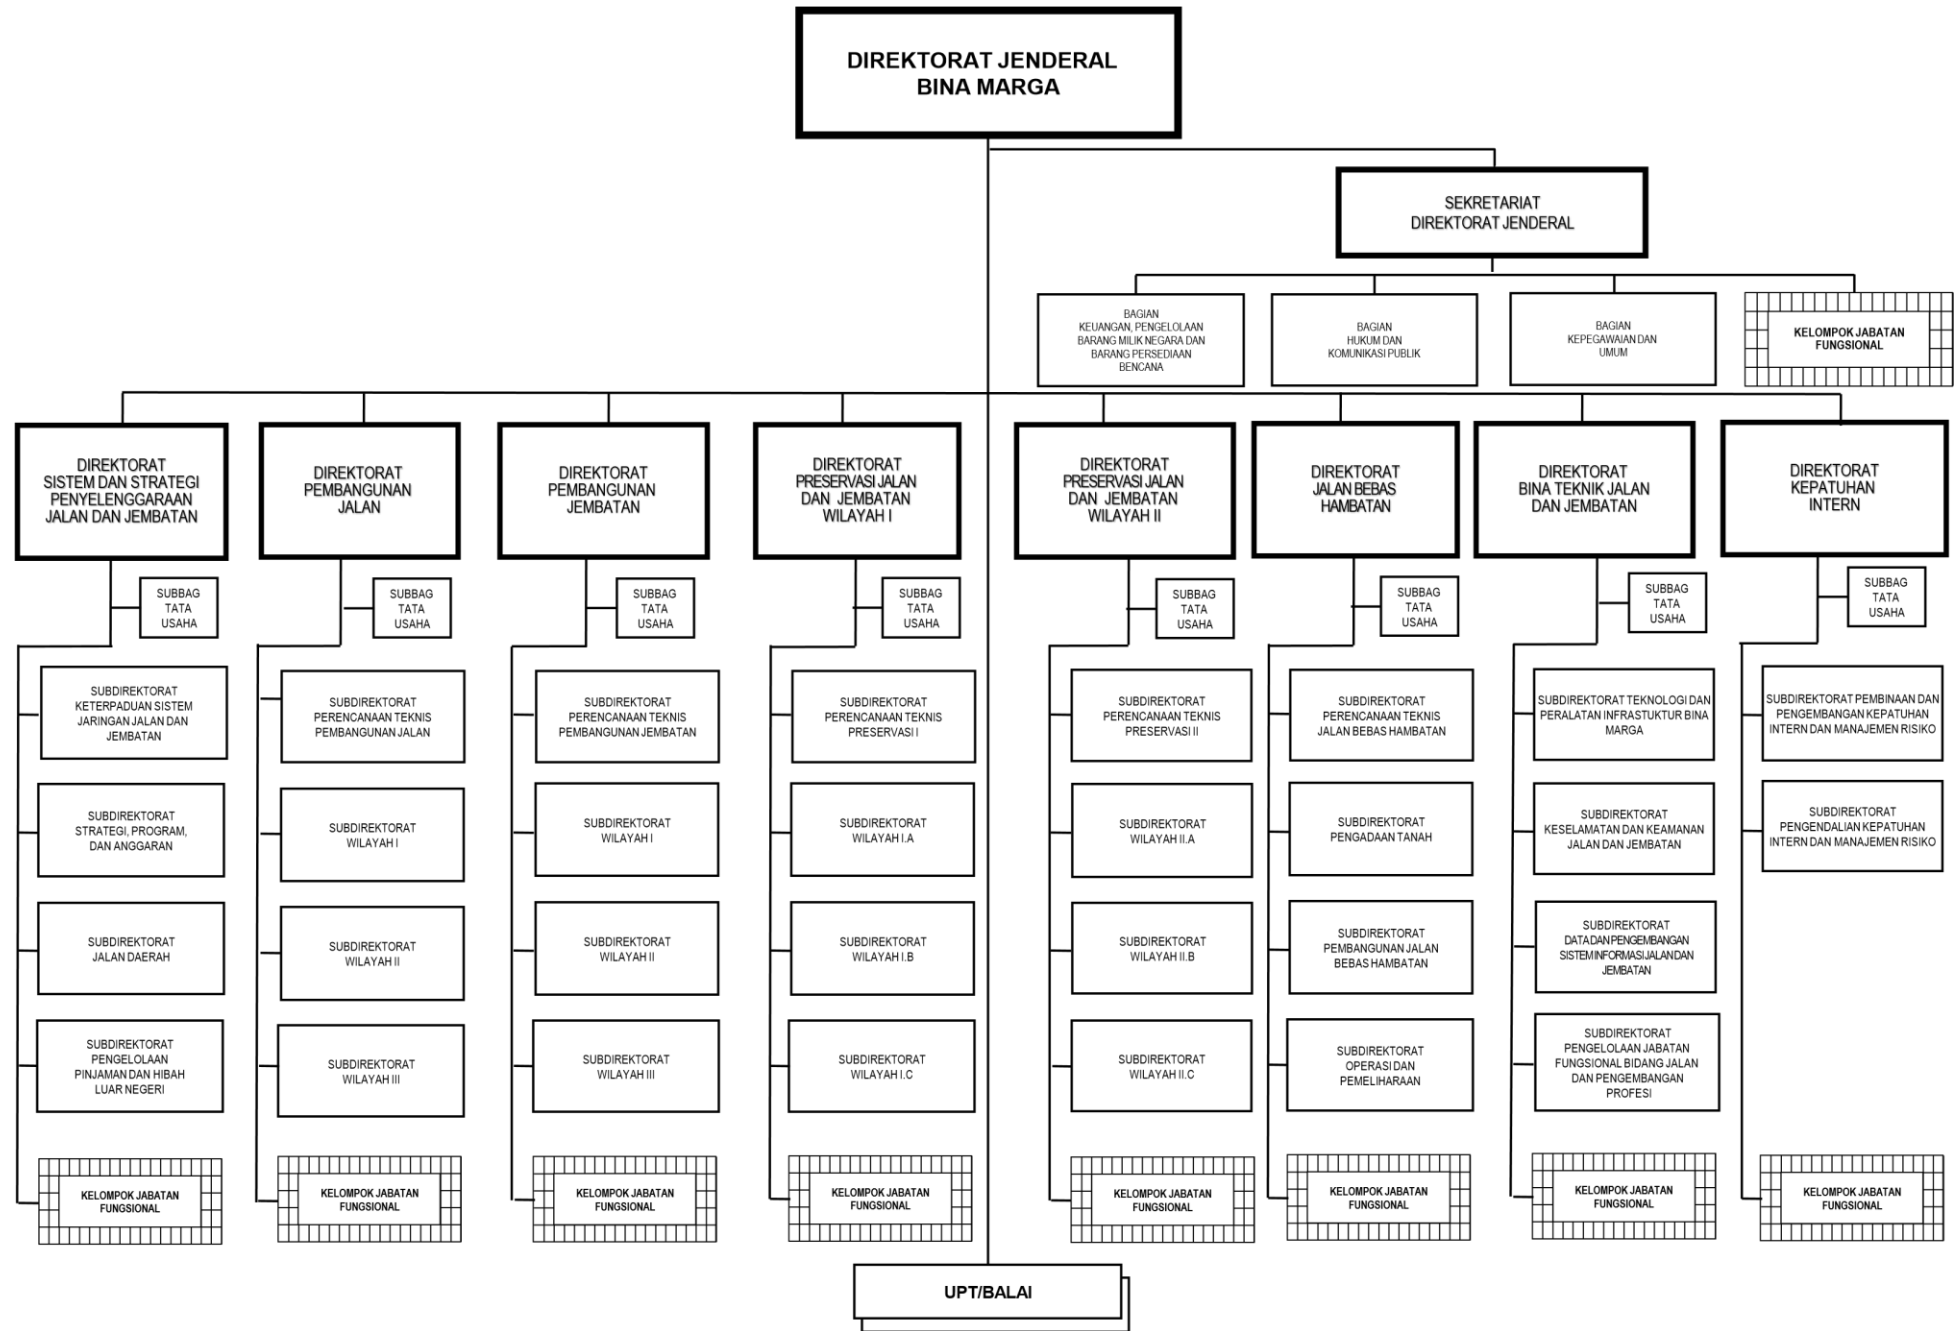 DIREKTORAT JENDERAL
BINA MARGA
SEKRETARIAT
DIREKTORAT JENDERAL
BAGIAN
KEUANGAN, PENGELOLAAN
BARANG MILIK NEGARA DAN
BARANG PERSEDIAAN
BENCANA
BAGIAN
HUKUM DAN
KOMUNIKASI PUBLIK
BAGIAN
KEPEGAWAIAN DAN
UMUM
KELOMPOK JABATAN
FUNGSIONAL
DIREKTORAT
SISTEM DAN STRATEGI
PENYELENGGARAAN
JALAN DAN JEMBATAN
SUBBAG
TATA
USAHA
SUBDIREKTORAT
KETERPADUAN SISTEM
JARINGAN JALAN DAN
JEMBATAN
SUBDIREKTORAT
STRATEGI, PROGRAM,
DAN ANGGARAN
SUBDIREKTORAT
JALAN DAERAH
SUBDIREKTORAT
PENGELOLAAN
PINJAMAN DAN HIBAH
LUAR NEGERI
KELOMPOK JABATAN
FUNGSIONAL
DIREKTORAT
PEMBANGUNAN
JALAN
SUBBAG
TATA
USAHA
SUBDIREKTORAT
PERENCANAAN TEKNIS
PEMBANGUNAN JALAN
SUBDIREKTORAT
WILAYAH I
SUBDIREKTORAT
WILAYAH II
SUBDIREKTORAT
WILAYAH III
KELOMPOK JABATAN
FUNGSIONAL
DIREKTORAT
PEMBANGUNAN
JEMBATAN
SUBBAG
TATA
USAHA
SUBDIREKTORAT
PERENCANAAN TEKNIS
PEMBANGUNAN JEMBATAN
SUBDIREKTORAT
WILAYAH I
SUBDIREKTORAT
WILAYAH II
SUBDIREKTORAT
WILAYAH III
KELOMPOK JABATAN
FUNGSIONAL
DIREKTORAT
PRESERVASI JALAN
DAN JEMBATAN
WILAYAH I
SUBBAG
TATA
USAHA
SUBDIREKTORAT
PERENCANAAN TEKNIS
PRESERVASI I
SUBDIREKTORAT
WILAYAH I.A
SUBDIREKTORAT
WILAYAH I.B
SUBDIREKTORAT
WILAYAH I.C
KELOMPOK JABATAN
FUNGSIONAL
DIREKTORAT
PRESERVASI JALAN
DAN JEMBATAN
WILAYAH II
SUBBAG
TATA
USAHA
SUBDIREKTORAT
PERENCANAAN TEKNIS
PRESERVASI II
SUBDIREKTORAT
WILAYAH II.A
SUBDIREKTORAT
WILAYAH II.B
SUBDIREKTORAT
WILAYAH II.C
KELOMPOK JABATAN
FUNGSIONAL
DIREKTORAT
JALAN BEBAS
HAMBATAN
SUBBAG
TATA
USAHA
SUBDIREKTORAT
PERENCANAAN TEKNIS
JALAN BEBAS HAMBATAN
SUBDIREKTORAT
PENGADAAN TANAH
SUBDIREKTORAT
PEMBANGUNAN JALAN
BEBAS HAMBATAN
SUBDIREKTORAT
OPERASI DAN
PEMELIHARAAN
KELOMPOK JABATAN
FUNGSIONAL
DIREKTORAT
BINA TEKNIK JALAN
DAN JEMBATAN
SUBBAG
TATA
USAHA
SUBDIREKTORAT TEKNOLOGI DAN
PERALATAN INFRASTUKTUR BINA
MARGA
SUBDIREKTORAT
KESELAMATAN DAN KEAMANAN
JALAN DAN JEMBATAN
SUBDIREKTORAT
DATA DAN PENGEMBANGAN
SISTEM INFORMASI JALAN DAN
JEMBATAN
SUBDIREKTORAT
PENGELOLAAN JABATAN
FUNGSIONAL BIDANG JALAN
DAN PENGEMBANGAN
PROFESI
KELOMPOK JABATAN
FUNGSIONAL
DIREKTORAT
KEPATUHAN
INTERN
SUBBAG
TATA
USAHA
SUBDIREKTORAT PEMBINAAN DAN
PENGEMBANGAN KEPATUHAN
INTERN DAN MANAJEMEN RISIKO
SUBDIREKTORAT
PENGENDALIAN KEPATUHAN
INTERN DAN MANAJEMEN RISIKO
KELOMPOK JABATAN
FUNGSIONAL
UPT/BALAI